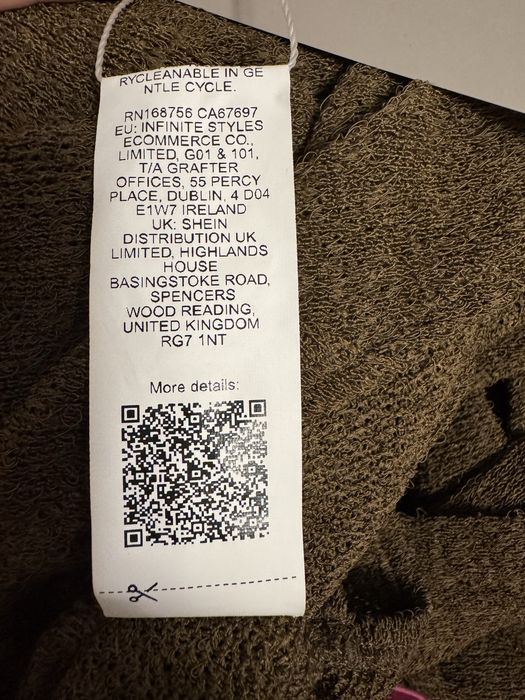 RYCLEANABLE IN GE
NTLE CYCLE.
RN168756 CA67697
EU: INFINITE STYLES
ECOMMERCE CO.,
LIMITED, G01 & 101,
T/A GRAFTER
OFFICES, 55 PERCY
PLACE, DUBLIN, 4 D04
E1W7 IRELAND
UK: SHEIN
DISTRIBUTION UK
LIMITED, HIGHLANDS
HOUSE
BASINGSTOKE ROAD,
SPENCERS
WOOD READING,
UNITED KINGDOM
RG7 1NT
More details: